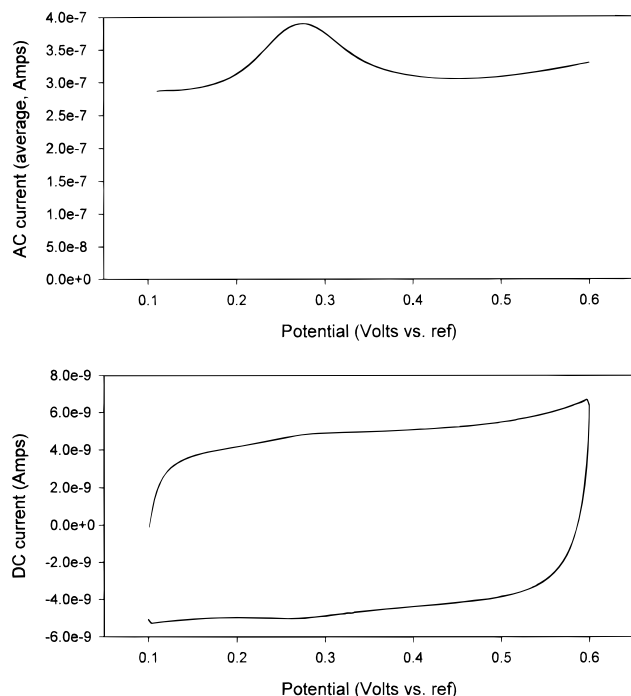 4.0e-7
3.5e-7
3.0e-7
2.5e-7
2.0e-7
1.5e-7
1.0e-7
5.0e-8
0.0e+0
AC current (average, Amps)
0.1 0.2 0.3 0.4 0.5 0.6
Potential (Volts vs. ref)
8.0e-9
6.0e-9
4.0e-9
2.0e-9
0.0e+0
-2.0e-9
-4.0e-9
-6.0e-9
DC current (Amps)
0.1 0.2 0.3 0.4 0.5 0.6
Potential (Volts vs. ref)